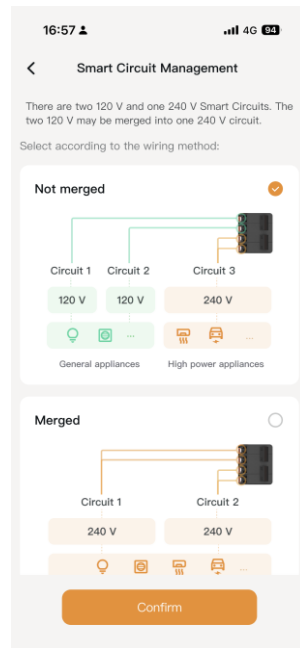 16:57
4G 94
Smart Circuit Management
There are two 120 V and one 240 V Smart Circuits. The
two 120 V may be merged into one 240 V circuit.
Select according to the wiring method:
Not merged
Circuit 1 Circuit 2 Circuit 3
120 V 120 V 240 V
... ...
General appliances High power appliances
Merged
Circuit 1 Circuit 2
240 V 240 V
...
Confirm